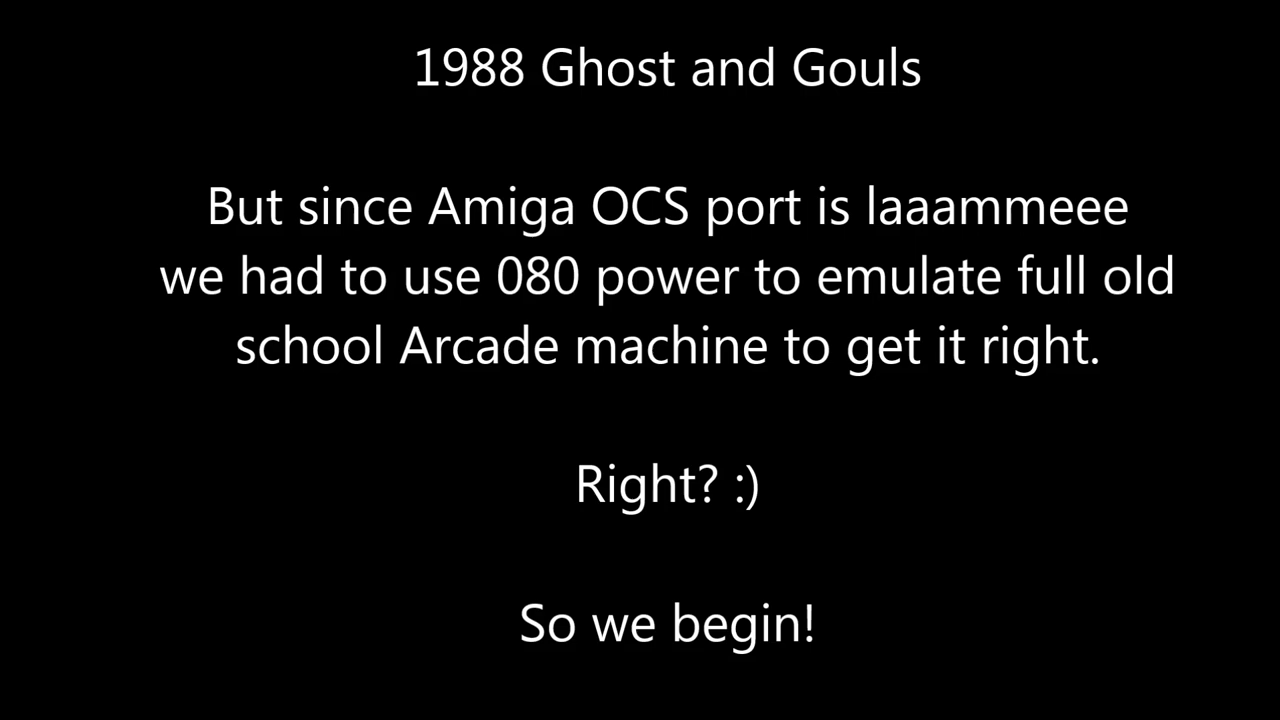 1988 Ghost and Gouls
But since Amiga OCS port is laaammeee
we had to use 080 power to emulate full old
school Arcade machine to get it right.
Right? :)
So we begin!